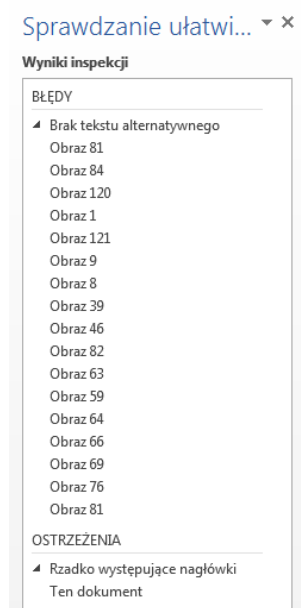 Sprawdzanie ułatwi...
Wyniki inspekcji
BŁĘDY
Brak tekstu alternatywnego
Obraz 81
Obraz 84
Obraz 120
Obraz 1
Obraz 121
Obraz 9
Obraz 8
Obraz 39
Obraz 46
Obraz 82
Obraz 63
Obraz 59
Obraz 64
Obraz 66
Obraz 69
Obraz 76
Obraz 81
OSTRZEŻENIA
Rzadko występujące nagłówki
Ten dokument